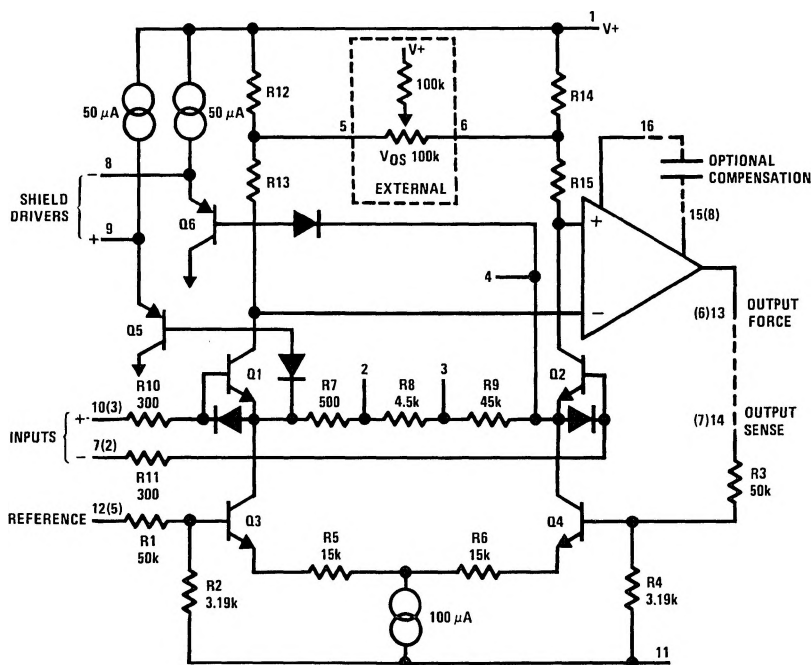 1
V+
V+
100k
R12
R14
50 μA
50 μA
5
6
16
VOS 100k
OPTIONAL
COMPENSATION
8
R13
EXTERNAL
R15
−
SHIELD
DRIVERS
15(8)
Q6
+
9
+
4
−
(6)13
OUTPUT
FORCE
Q5
R10
300
Q1
2
3
Q2
R7
500
R8
4.5k
R9
45k
10(3)
+
INPUTS
(7)14
OUTPUT
SENSE
7(2)
−
R11
300
R3
50k
REFERENCE
12(5)
Q3
Q4
R1
50k
R5
15k
R6
15k
R2
3.19k
R4
3.19k
100 μA
11